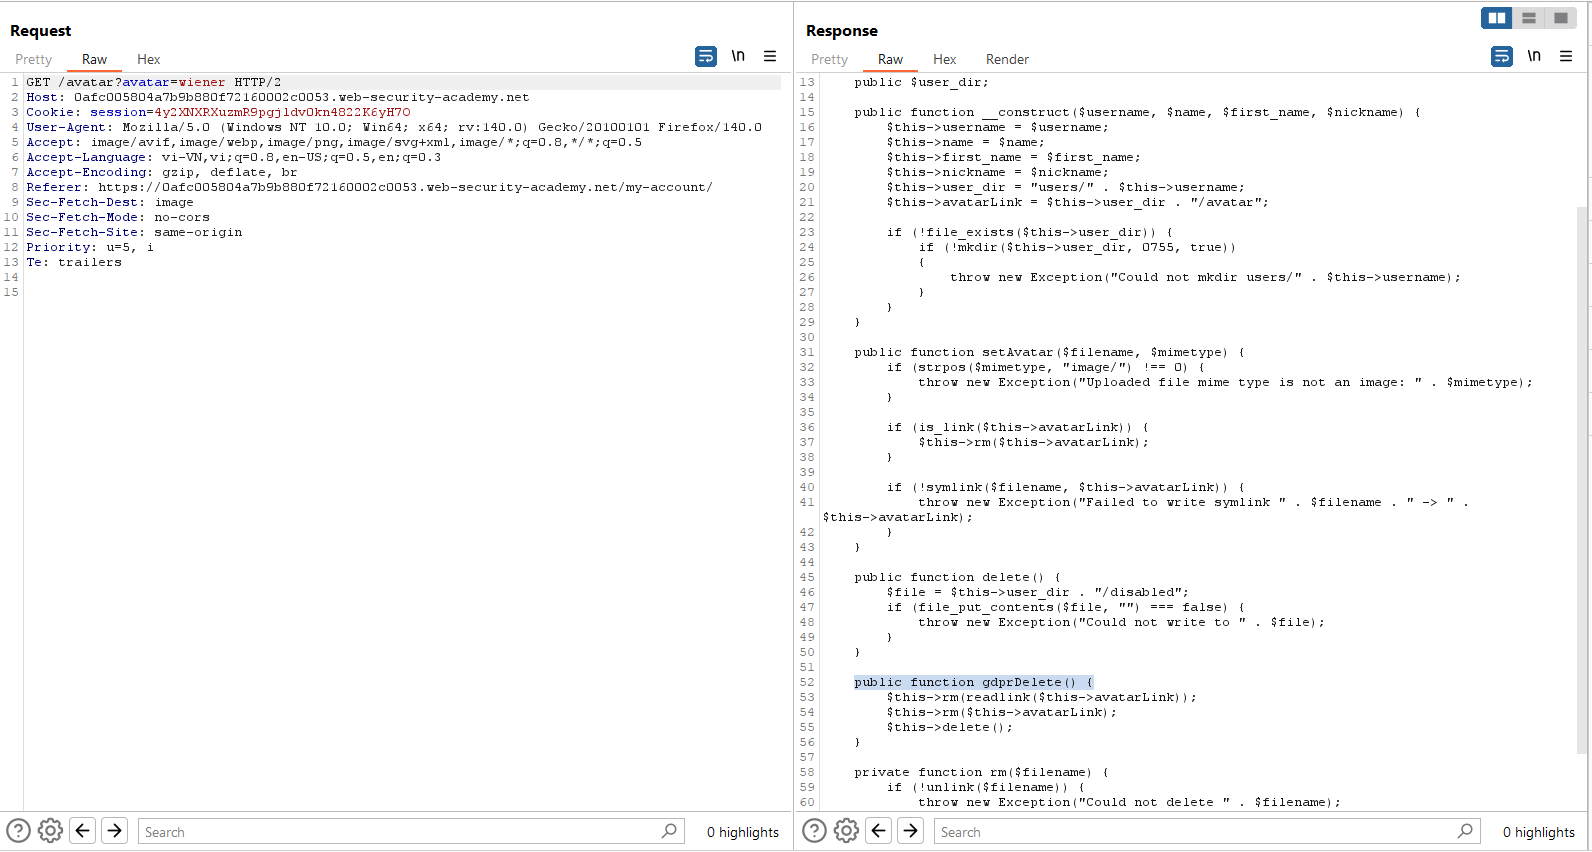 Request
Pretty Raw Hex
\n
1 GET /avatar?avatar=wiener HTTP/2
2 Host: 0afc005804a7b9b880f72160002c0053.web-security-academy.net
3 Cookie: session=4y2XNXRXuzmR9pgjldv0kn4822K6yH7O
4 User-Agent: Mozilla/5.0 (Windows NT 10.0; Win64; x64; rv:140.0) Gecko/20100101 Firefox/140.0
5 Accept: image/avif,image/webp,image/png,image/svg+xml,image/*;q=0.8,*/*;q=0.5
6 Accept-Language: vi-VN,vi;q=0.8,en-US;q=0.5,en;q=0.3
7 Accept-Encoding: gzip, deflate, br
8 Referer: https://0afc005804a7b9b880f72160002c0053.web-security-academy.net/my-account/
9 Sec-Fetch-Dest: image
10 Sec-Fetch-Mode: no-cors
11 Sec-Fetch-Site: same-origin
12 Priority: u=5, i
13 Te: trailers
14
15
Search
0 highlights
Response
Pretty Raw Hex Render
\n
13 public $user_dir;
14
15 public function __construct($username, $name, $first_name, $nickname) {
16 $this->username = $username;
17 $this->name = $name;
18 $this->first_name = $first_name;
19 $this->nickname = $nickname;
20 $this->user_dir = "users/" . $this->username;
21 $this->avatarLink = $this->user_dir . "/avatar";
22
23 if (!file_exists($this->user_dir)) {
24 if (!mkdir($this->user_dir, 0755, true))
25 {
26 throw new Exception("Could not mkdir users/" . $this->username);
27 }
28 }
29 }
30
31 public function setAvatar($filename, $mimetype) {
32 if (strpos($mimetype, "image/") !== 0) {
33 throw new Exception("Uploaded file mime type is not an image: " . $mimetype);
34 }
35
36 if (is_link($this->avatarLink)) {
37 $this->rm($this->avatarLink);
38 }
39
40 if (!symlink($filename, $this->avatarLink)) {
41 throw new Exception("Failed to write symlink " . $filename . " -> " .
$this->avatarLink);
42 }
43 }
44
45 public function delete() {
46 $file = $this->user_dir . "/disabled";
47 if (file_put_contents($file, "") === false) {
48 throw new Exception("Could not write to " . $file);
49 }
50 }
51
52 public function gdprDelete() {
53 $this->rm(readlink($this->avatarLink));
54 $this->rm($this->avatarLink);
55 $this->delete();
56 }
57
58 private function rm($filename) {
59 if (!unlink($filename)) {
60 throw new Exception("Could not delete " . $filename);
Search
0 highlights